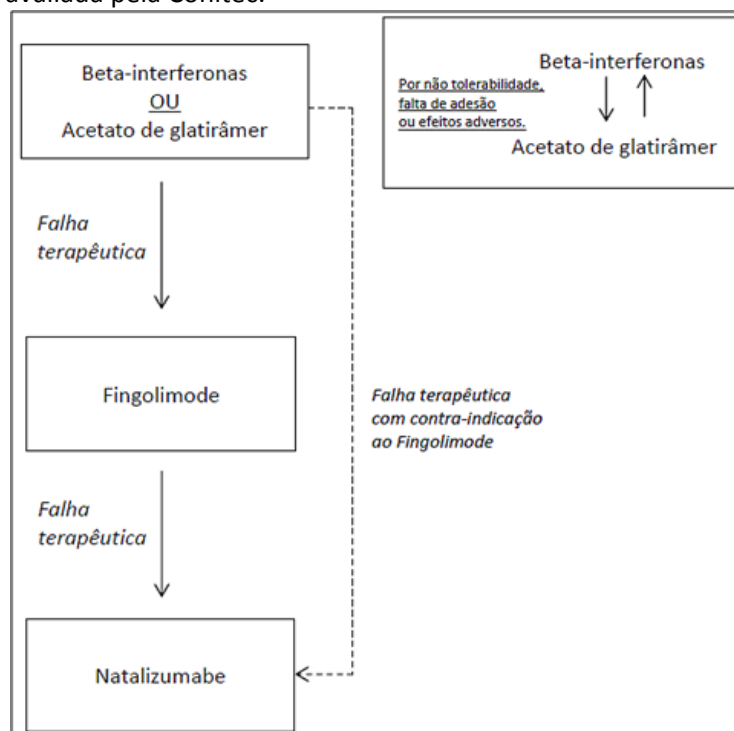 avaliada pela Conitec.
Beta-interferonas
OU
Acetato de glatirâmer
Por não tolerabilidade,
falta de adesão
ou efeitos adversos.
Beta-interferonas
Acetato de glatirâmer
Falha
terapêutica
Fingolimode
Falha terapêutica
com contra-indicação
ao Fingolimode
Falha
terapêutica
Natalizumabe